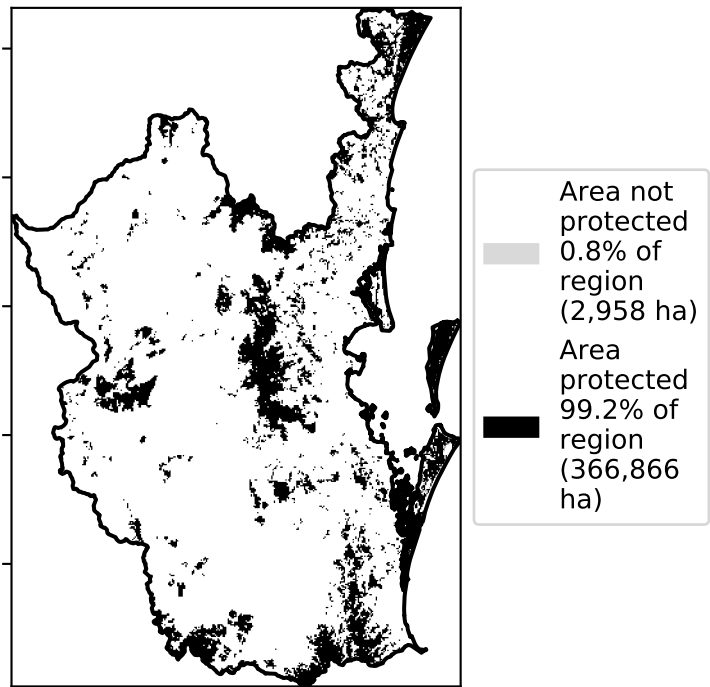 Area not
protected
0.8% of
region
(2,958 ha)
Area
protected
99.2% of
region
(366,866
ha)